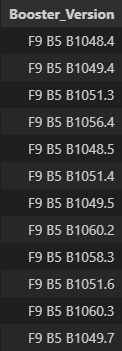 Booster_Version
F9 B5 B1048.4
F9 B5 B1049.4
F9 B5 B1051.3
F9 B5 B1056.4
F9 B5 B1048.5
F9 B5 B1051.4
F9 B5 B1049.5
F9 B5 B1060.2
F9 B5 B1058.3
F9 B5 B1051.6
F9 B5 B1060.3
F9 B5 B1049.7